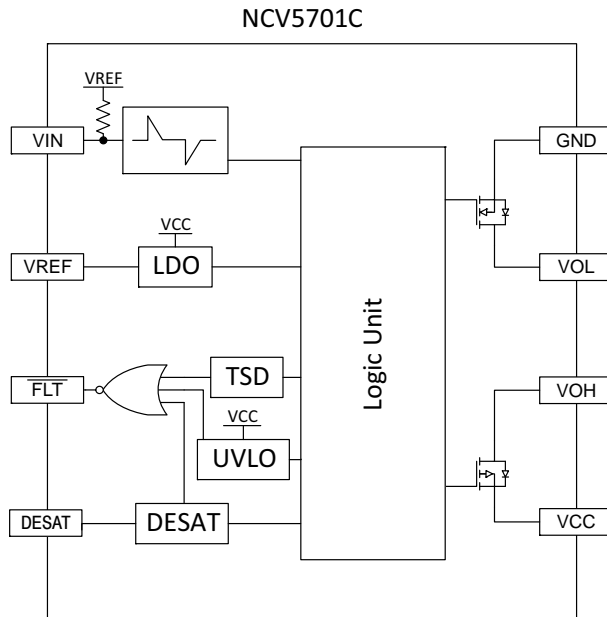 NCV5701C
VREF
VIN
GND
VCC
VREF
LDO
VOL
Logic Unit
FLT
TSD
VOH
VCC
UVLO
DESAT
DESAT
VCC